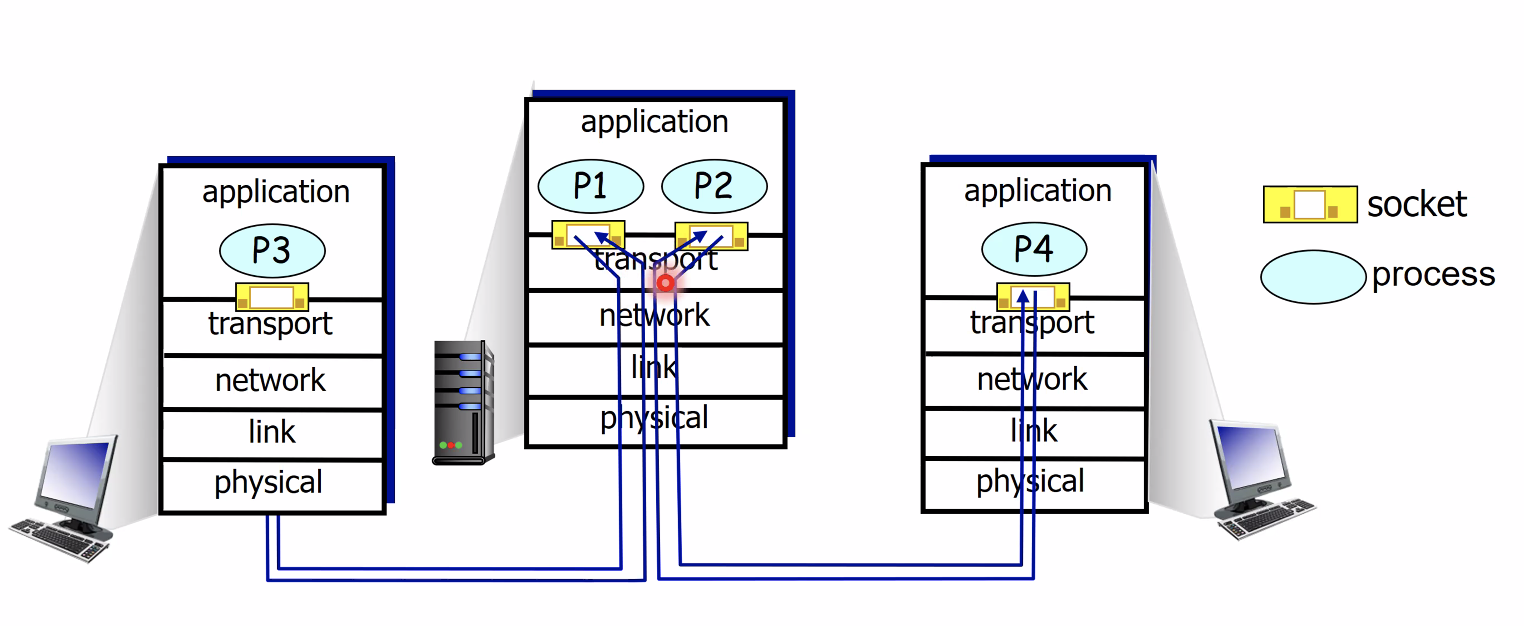 application
P3
transport
network
link
physical
application
P1
P2
transport
network
link
physical
application
P4
transport
network
link
physical
socket
process